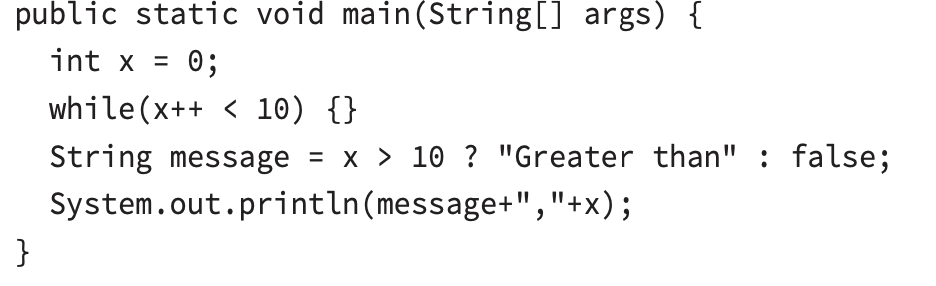 public static void main(String[] args) {
  int x = 0;
  while(x++ < 10) {}
  String message = x > 10 ? "Greater than" : false;
  System.out.println(message+","+x);
}